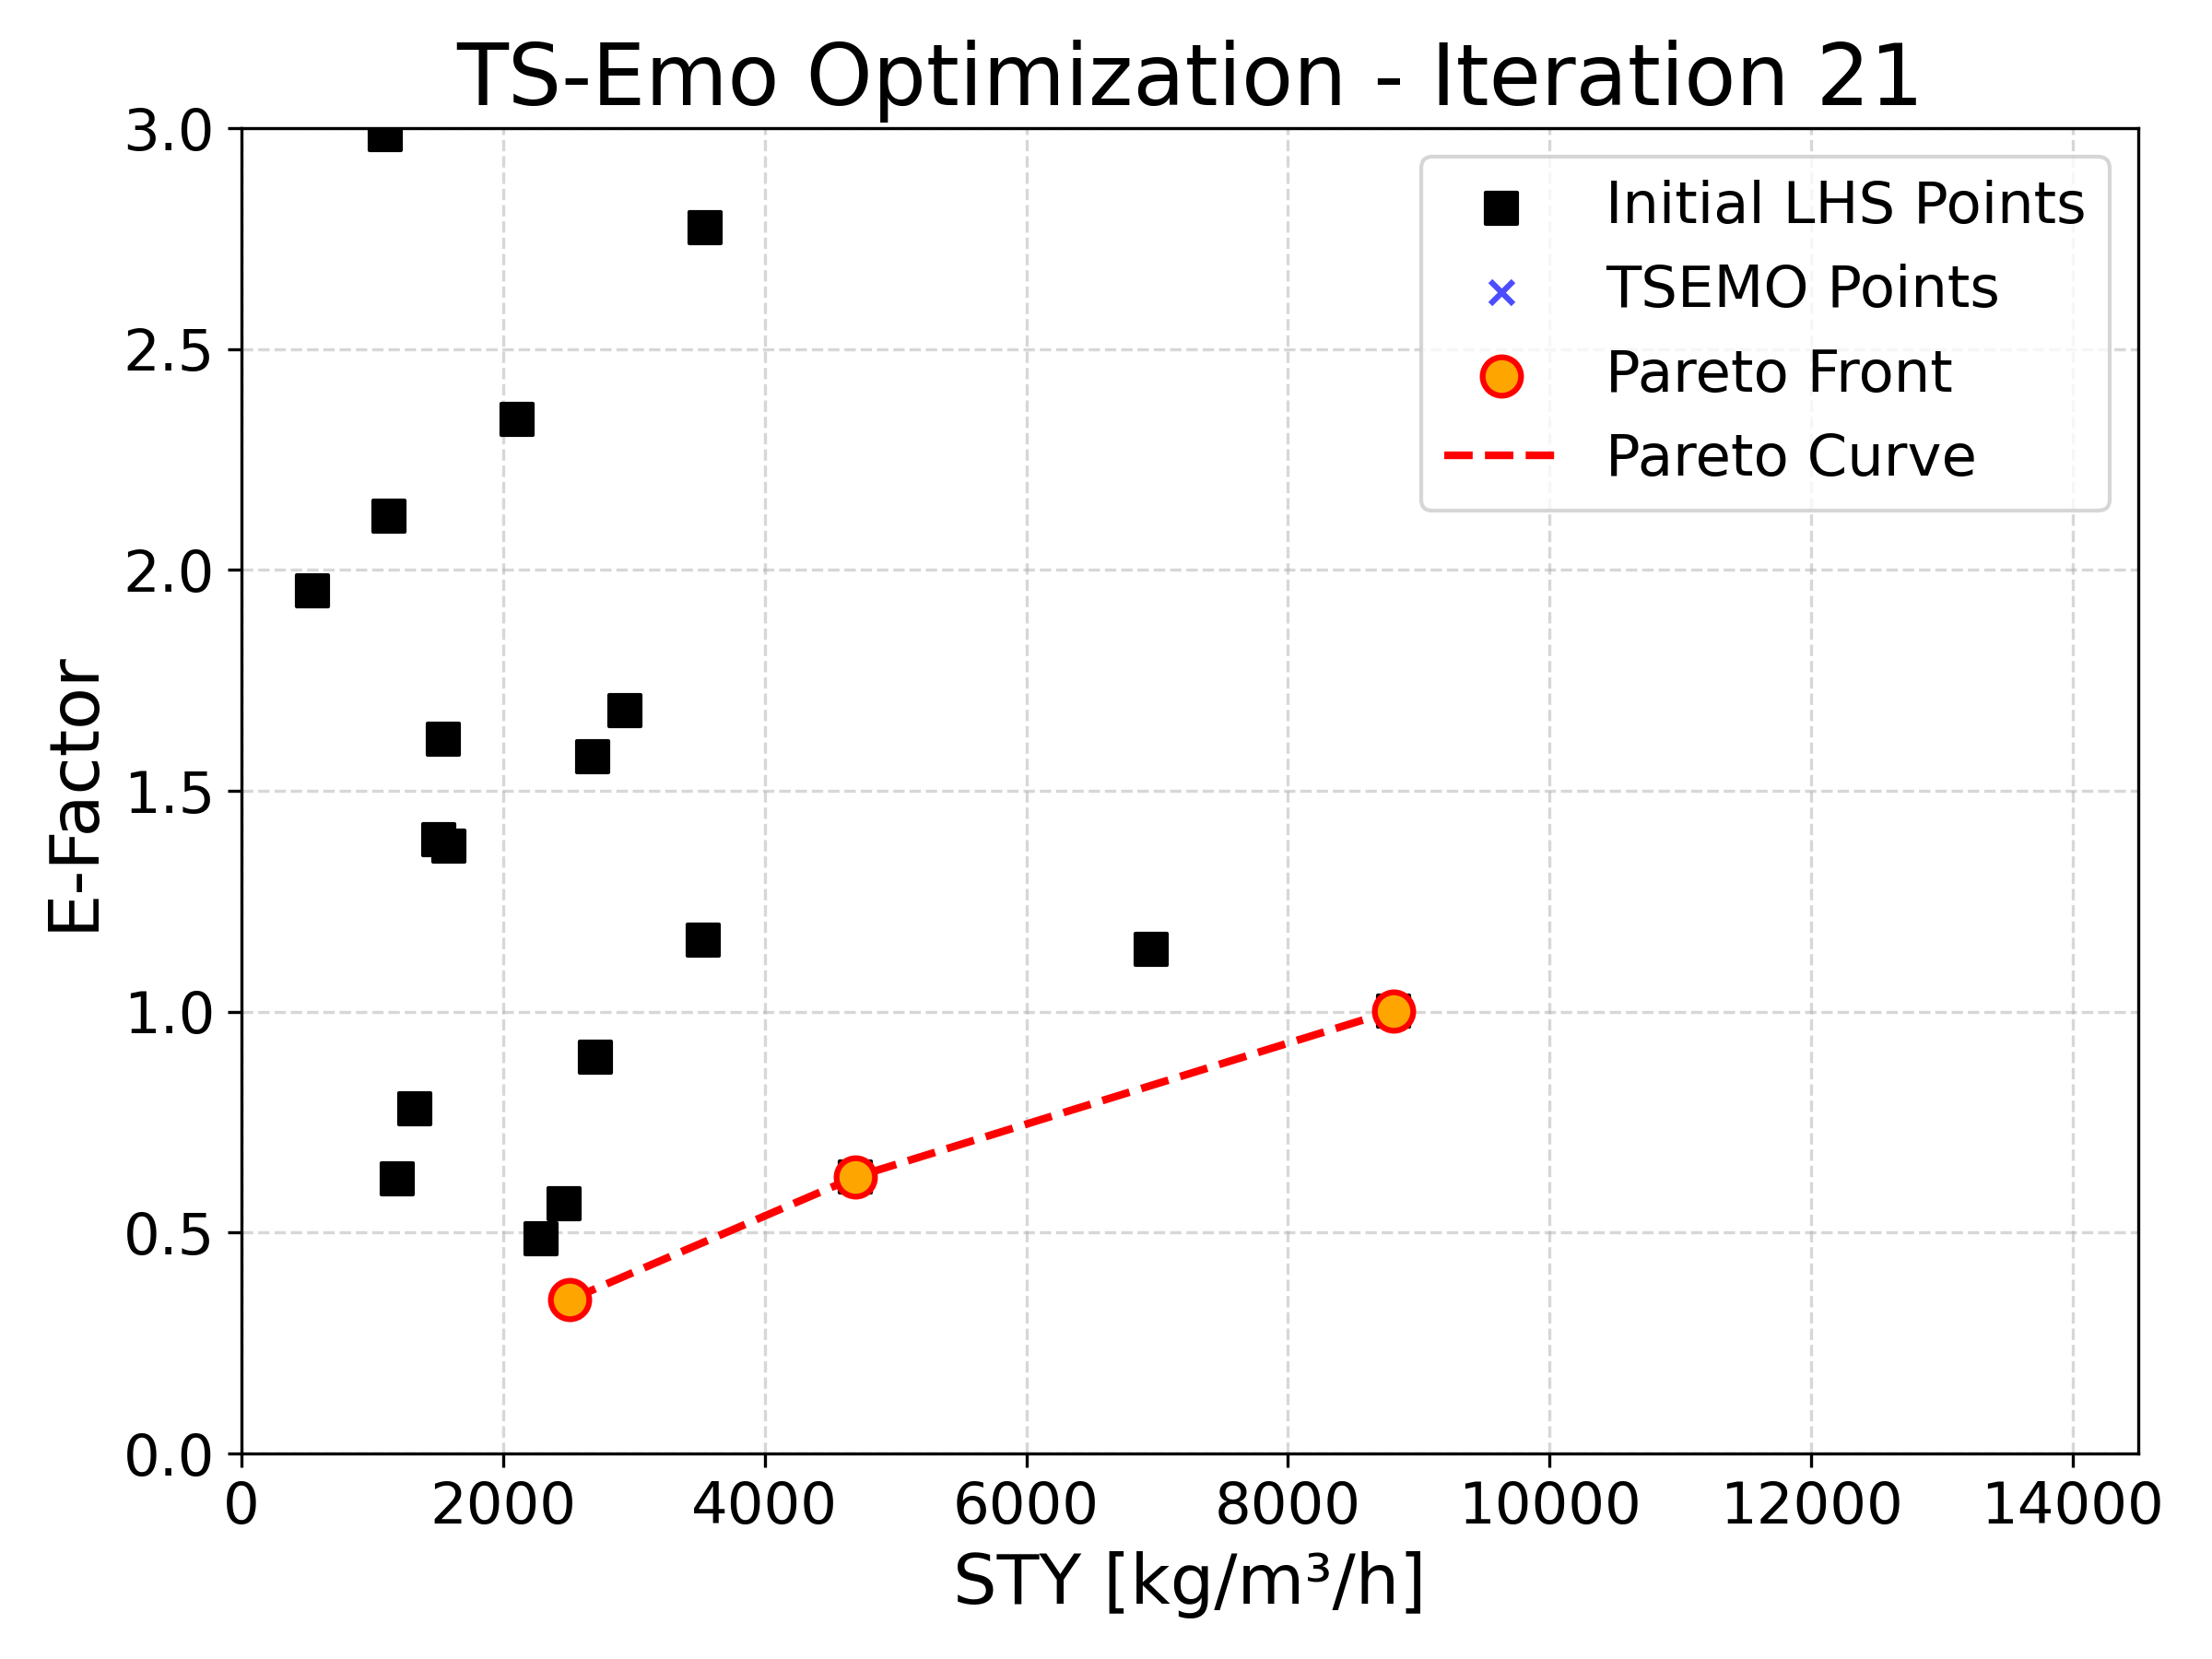 TS-Emo Optimization - Iteration 21
3.0
2.5
2.0
1.5
1.0
0.5
0.0
E-Factor
Initial LHS Points
TSEMO Points
Pareto Front
Pareto Curve
0 2000 4000 6000 8000 10000 12000 14000
STY [kg/m³/h]